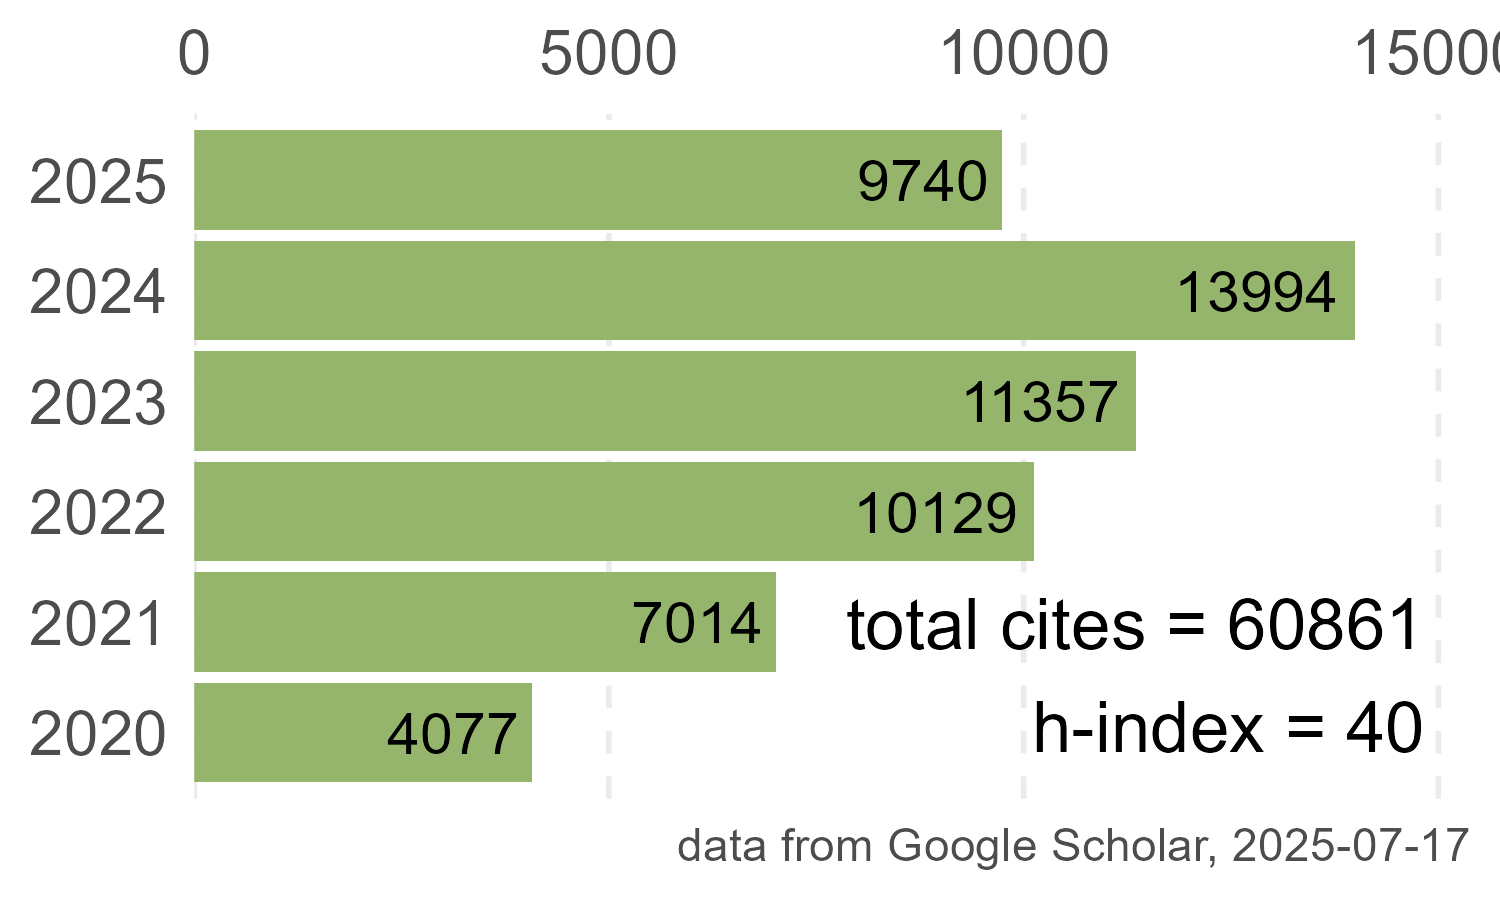 0 5000 10000 1500
2025 9740
2024 13994
2023 11357
2022 10129
2021 7014 total cites = 60861
2020 4077 h-index = 40
data from Google Scholar, 2025-07-17